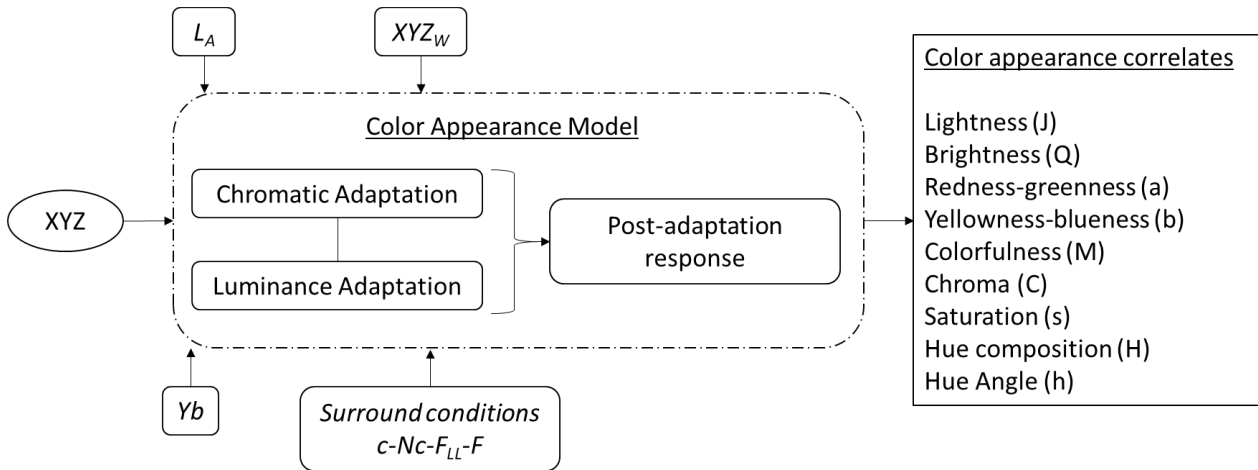 L_A
XYZ_W
Color Appearance Model
Chromatic Adaptation
Luminance Adaptation
XYZ
Post-adaptation
response
Yb
Surround conditions
c-Nc-F_LL-F
Color appearance correlates
Lightness (J)
Brightness (Q)
Redness-greenness (a)
Yellowness-blueness (b)
Colorfulness (M)
Chroma (C)
Saturation (s)
Hue composition (H)
Hue Angle (h)